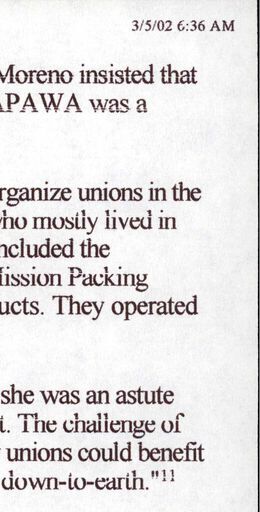 3/5/02 6:36 AM
Moreno insisted that
APAWA was a
rganize unions in the
who mostly lived in
ncluded the
Mission Packing
ucts. They operated
she was an astute
t. The challenge of
unions could benefit
down-to-earth."11